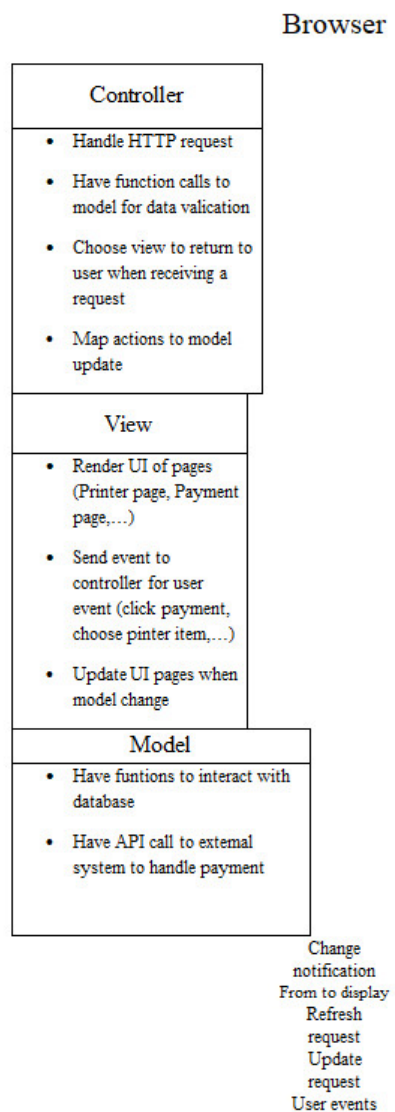 Browser
Controller
• Handle HTTP request
• Have function calls to
model for data valication
• Choose view to return to
user when receiving a
request
• Map actions to model
update
View
• Render UI of pages
(Printer page, Payment
page,…)
• Send event to
controller for user
event (click payment,
choose pinter item,…)
• Update UI pages when
model change
Model
• Have funtions to interact with
database
• Have API call to external
system to handle payment
Change
notification
From to display
Refresh
request
Update
request
User events